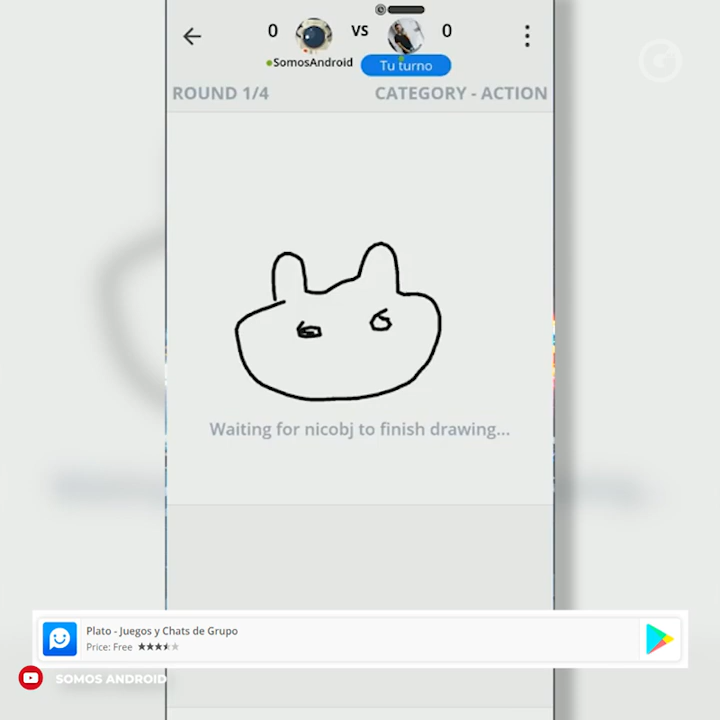 0 VS 0
SomosAndroid Tu turno
ROUND 1/4 CATEGORY - ACTION
Waiting for nicobj to finish drawing...
Plato - Juegos y Chats de Grupo
Price: Free
SOMOS ANDROID